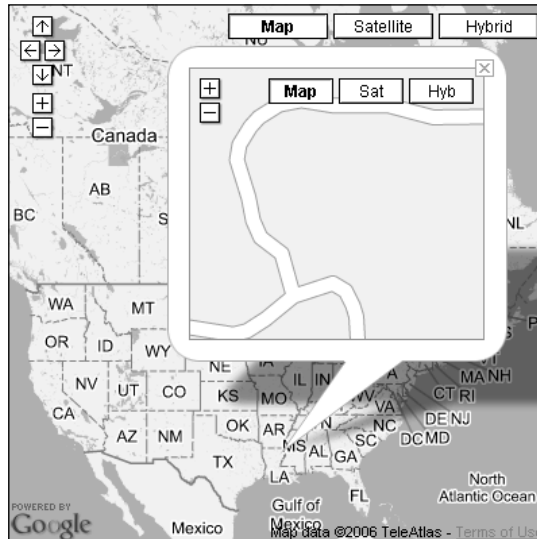 Map Satellite Hybrid
NT
NU
Map Sat Hyb
Canada
AB
BC
S
NL
WA
MT
OR
ID
WY
NE
IA
NV
UT
CO
KS
MO
IL
IN
WV
VA
CT RI
MA NH
CA
AZ
NM
OK
AR
TN
NC
SC
DE NJ
DC MD
TX
MS
AL
GA
LA
FL
Gulf of
Mexico
Mexico
North
Atlantic Ocean
POWERED BY
Google
Map data ©2006 TeleAtlas - Terms of Us